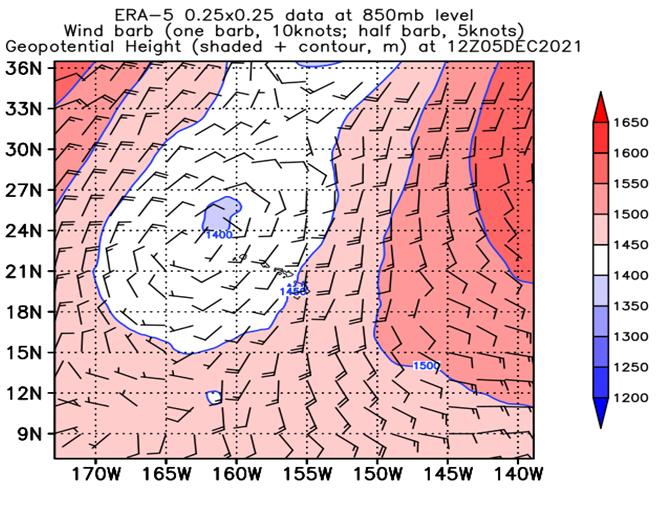 ERA-5 0.25x0.25 data at 850mb level
Wind barb (one barb, 10knots; half barb, 5knots)
Geopotential Height (shaded + contour, m) at 12Z05DEC2021
36N
33N
30N
27N
24N
21N
18N
15N
12N
9N
1400
1450
1500
170W 165W 160W 155W 150W 145W 140W
1650
1600
1550
1500
1450
1400
1350
1300
1250
1200